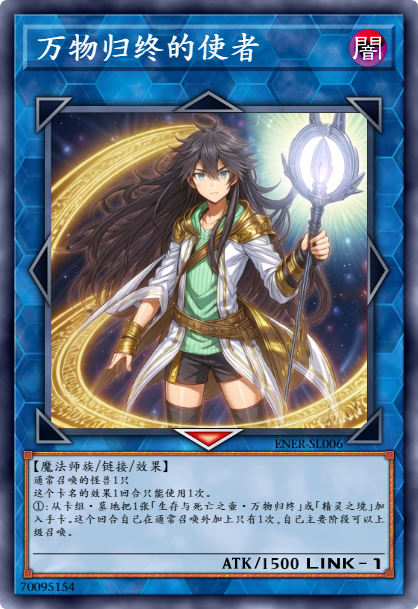 万物归终的使者
闇
ENER-SL006
【魔法师族/链接/效果】
通常召唤的怪兽1只
这个卡名的效果1回合只能使用1次。
①:从卡组·墓地把1张「生存与死亡之壶·万物归终」或「精灵之境」加
入手卡。这个回合自己在通常召唤外加上只有1次,自己主要阶段可以上
级召唤。
ATK/1500 LINK-1
70095154